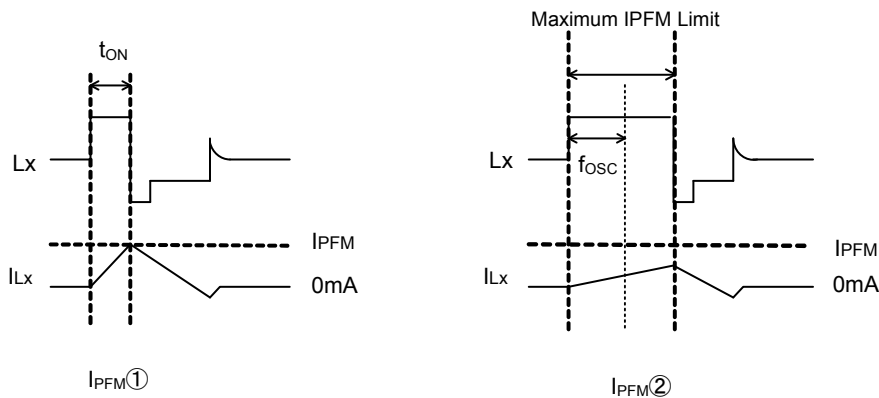 tON
Lx
IPFM
ILx
0mA
IPFM①
Maximum IPFM Limit
Lx
fOSC
IPFM
ILx
0mA
IPFM②